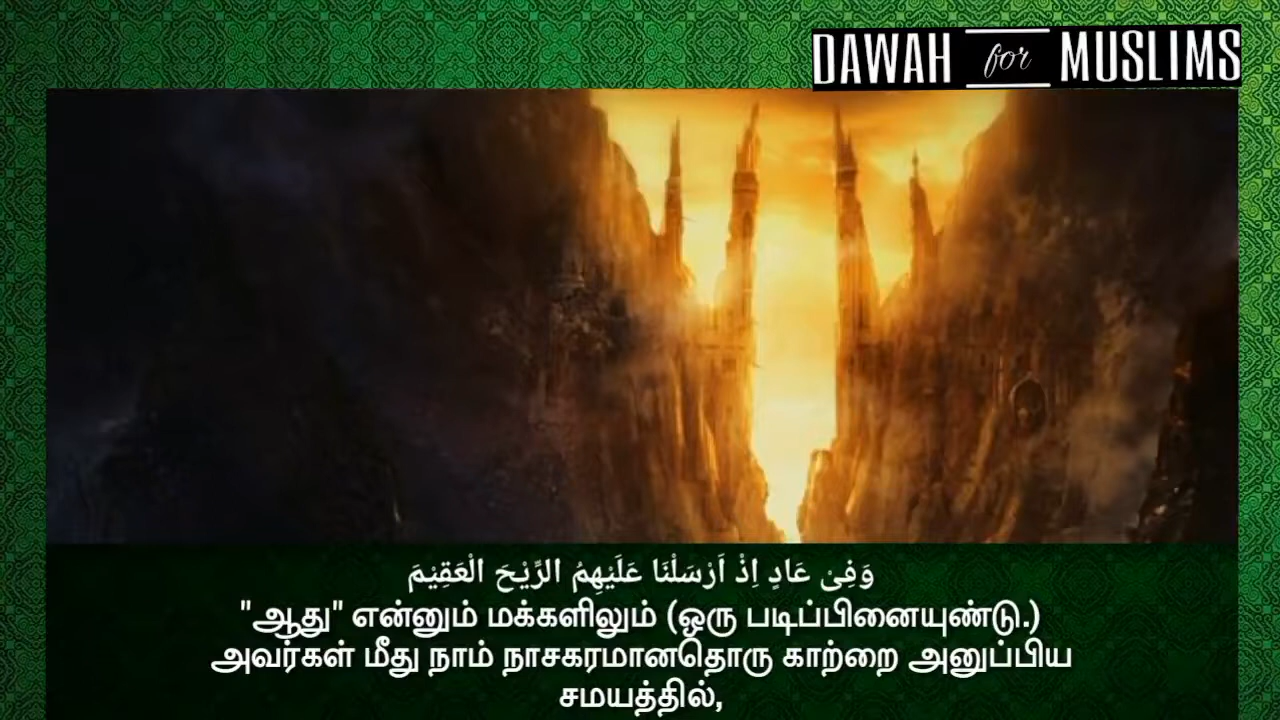 DAWAH for MUSLIMS
وَفِیْ عَادٍ اِذْ اَرْسَلْنَا عَلَیْهِمُ الرِّیْحَ الْعَقِیْمَ
"ஆது" என்னும் மக்களிலும் (ஒரு படிப்பினையுண்டு.)
அவர்கள் மீது நாம் நாசகரமானதொரு காற்றை அனுப்பிய
சமயத்தில்,